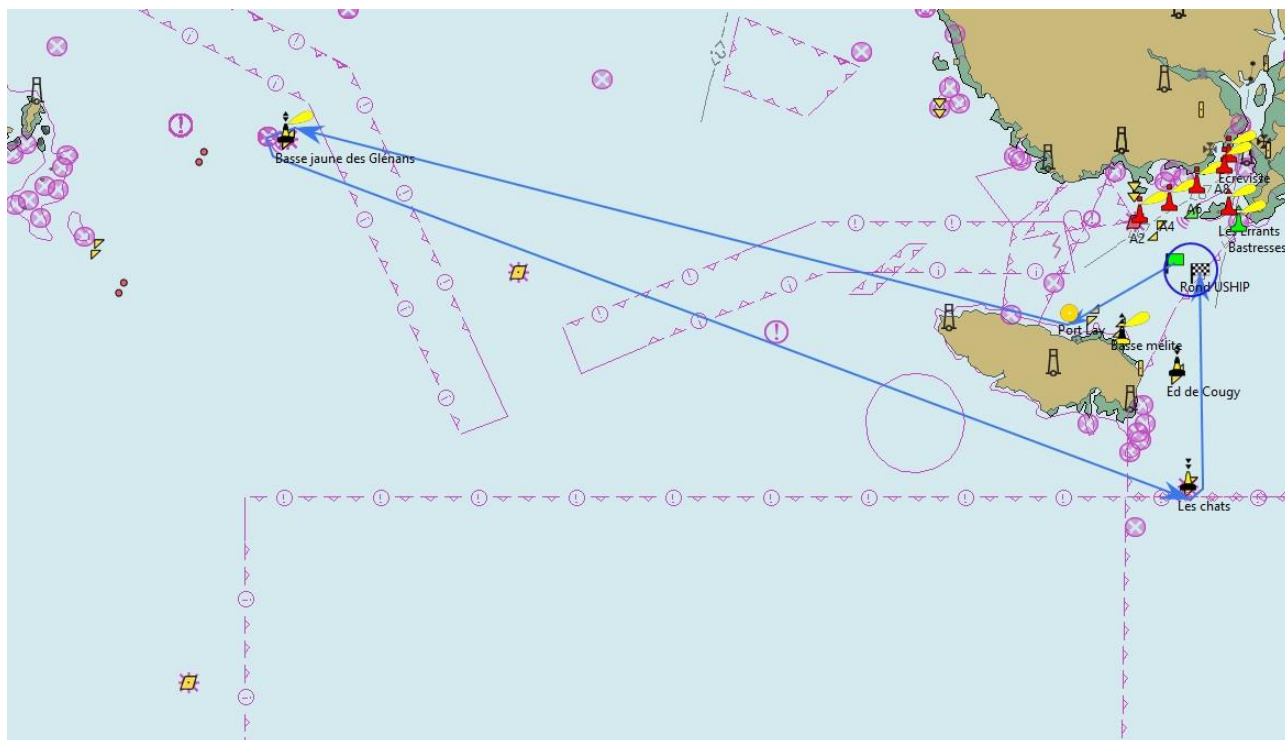 Basse jaune des Glénans
Ecreviste
A8
A6
A4
A2
Les Errants
Bastresses
Rond USHIP
Port Lay
Basse mélite
Ed de Cougy
Les chats